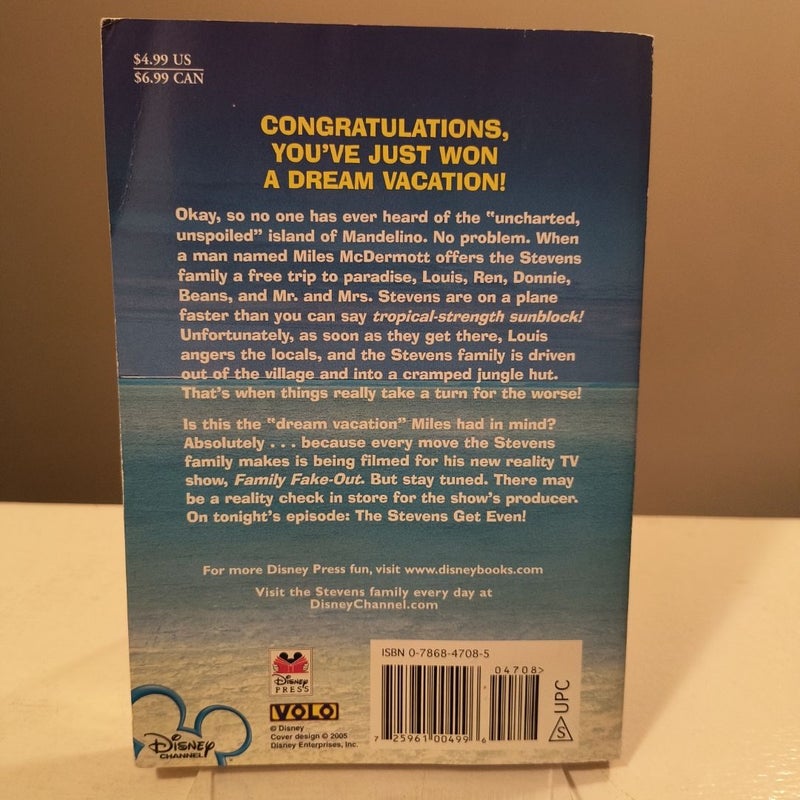 $4.99 US
$6.99 CAN
CONGRATULATIONS,
YOU'VE JUST WON
A DREAM VACATION!
Okay, so no one has ever heard of the "uncharted,
unspoiled" island of Mandelino. No problem. When
a man named Miles McDermott offers the Stevens
family a free trip to paradise, Louis, Ren, Donnie,
Beans, and Mr. and Mrs. Stevens are on a plane
faster than you can say tropical-strength sunblock!
Unfortunately, as soon as they get there, Louis
angers the locals, and the Stevens family is driven
out of the village and into a cramped jungle hut.
That's when things really take a turn for the worse!
Is this the "dream vacation" Miles had in mind?
Absolutely . . . because every move the Stevens
family makes is being filmed for his new reality TV
show, Family Fake-Out. But stay tuned. There may
be a reality check in store for the show's producer.
On tonight's episode: The Stevens Get Even!
For more Disney Press fun, visit www.disneybooks.com
Visit the Stevens family every day at
DisneyChannel.com
Disney
PRESS
VOLO
© Disney
Cover design © 2005
Disney Enterprises, Inc.
Disney
CHANNEL
ISBN 0-7868-4708-5
04708>
7 25961 00499 6
S UPC